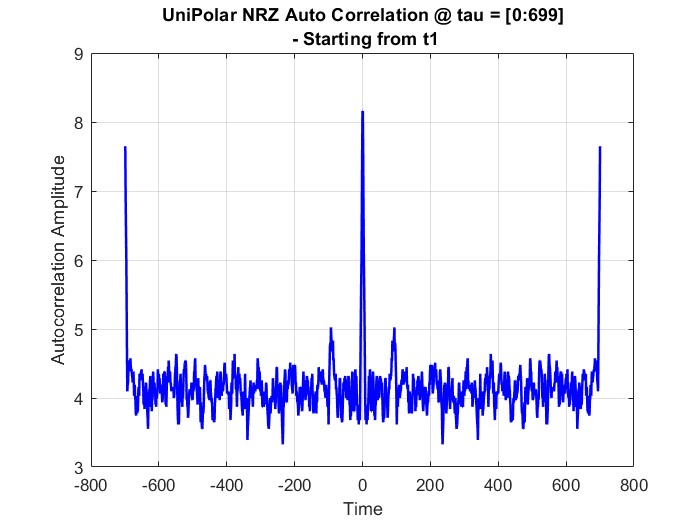 UniPolar NRZ Auto Correlation @ tau = [0:699]
- Starting from t1
9
8
7
6
5
4
3
Autocorrelation Amplitude
-800 -600 -400 -200 0 200 400 600 800
Time